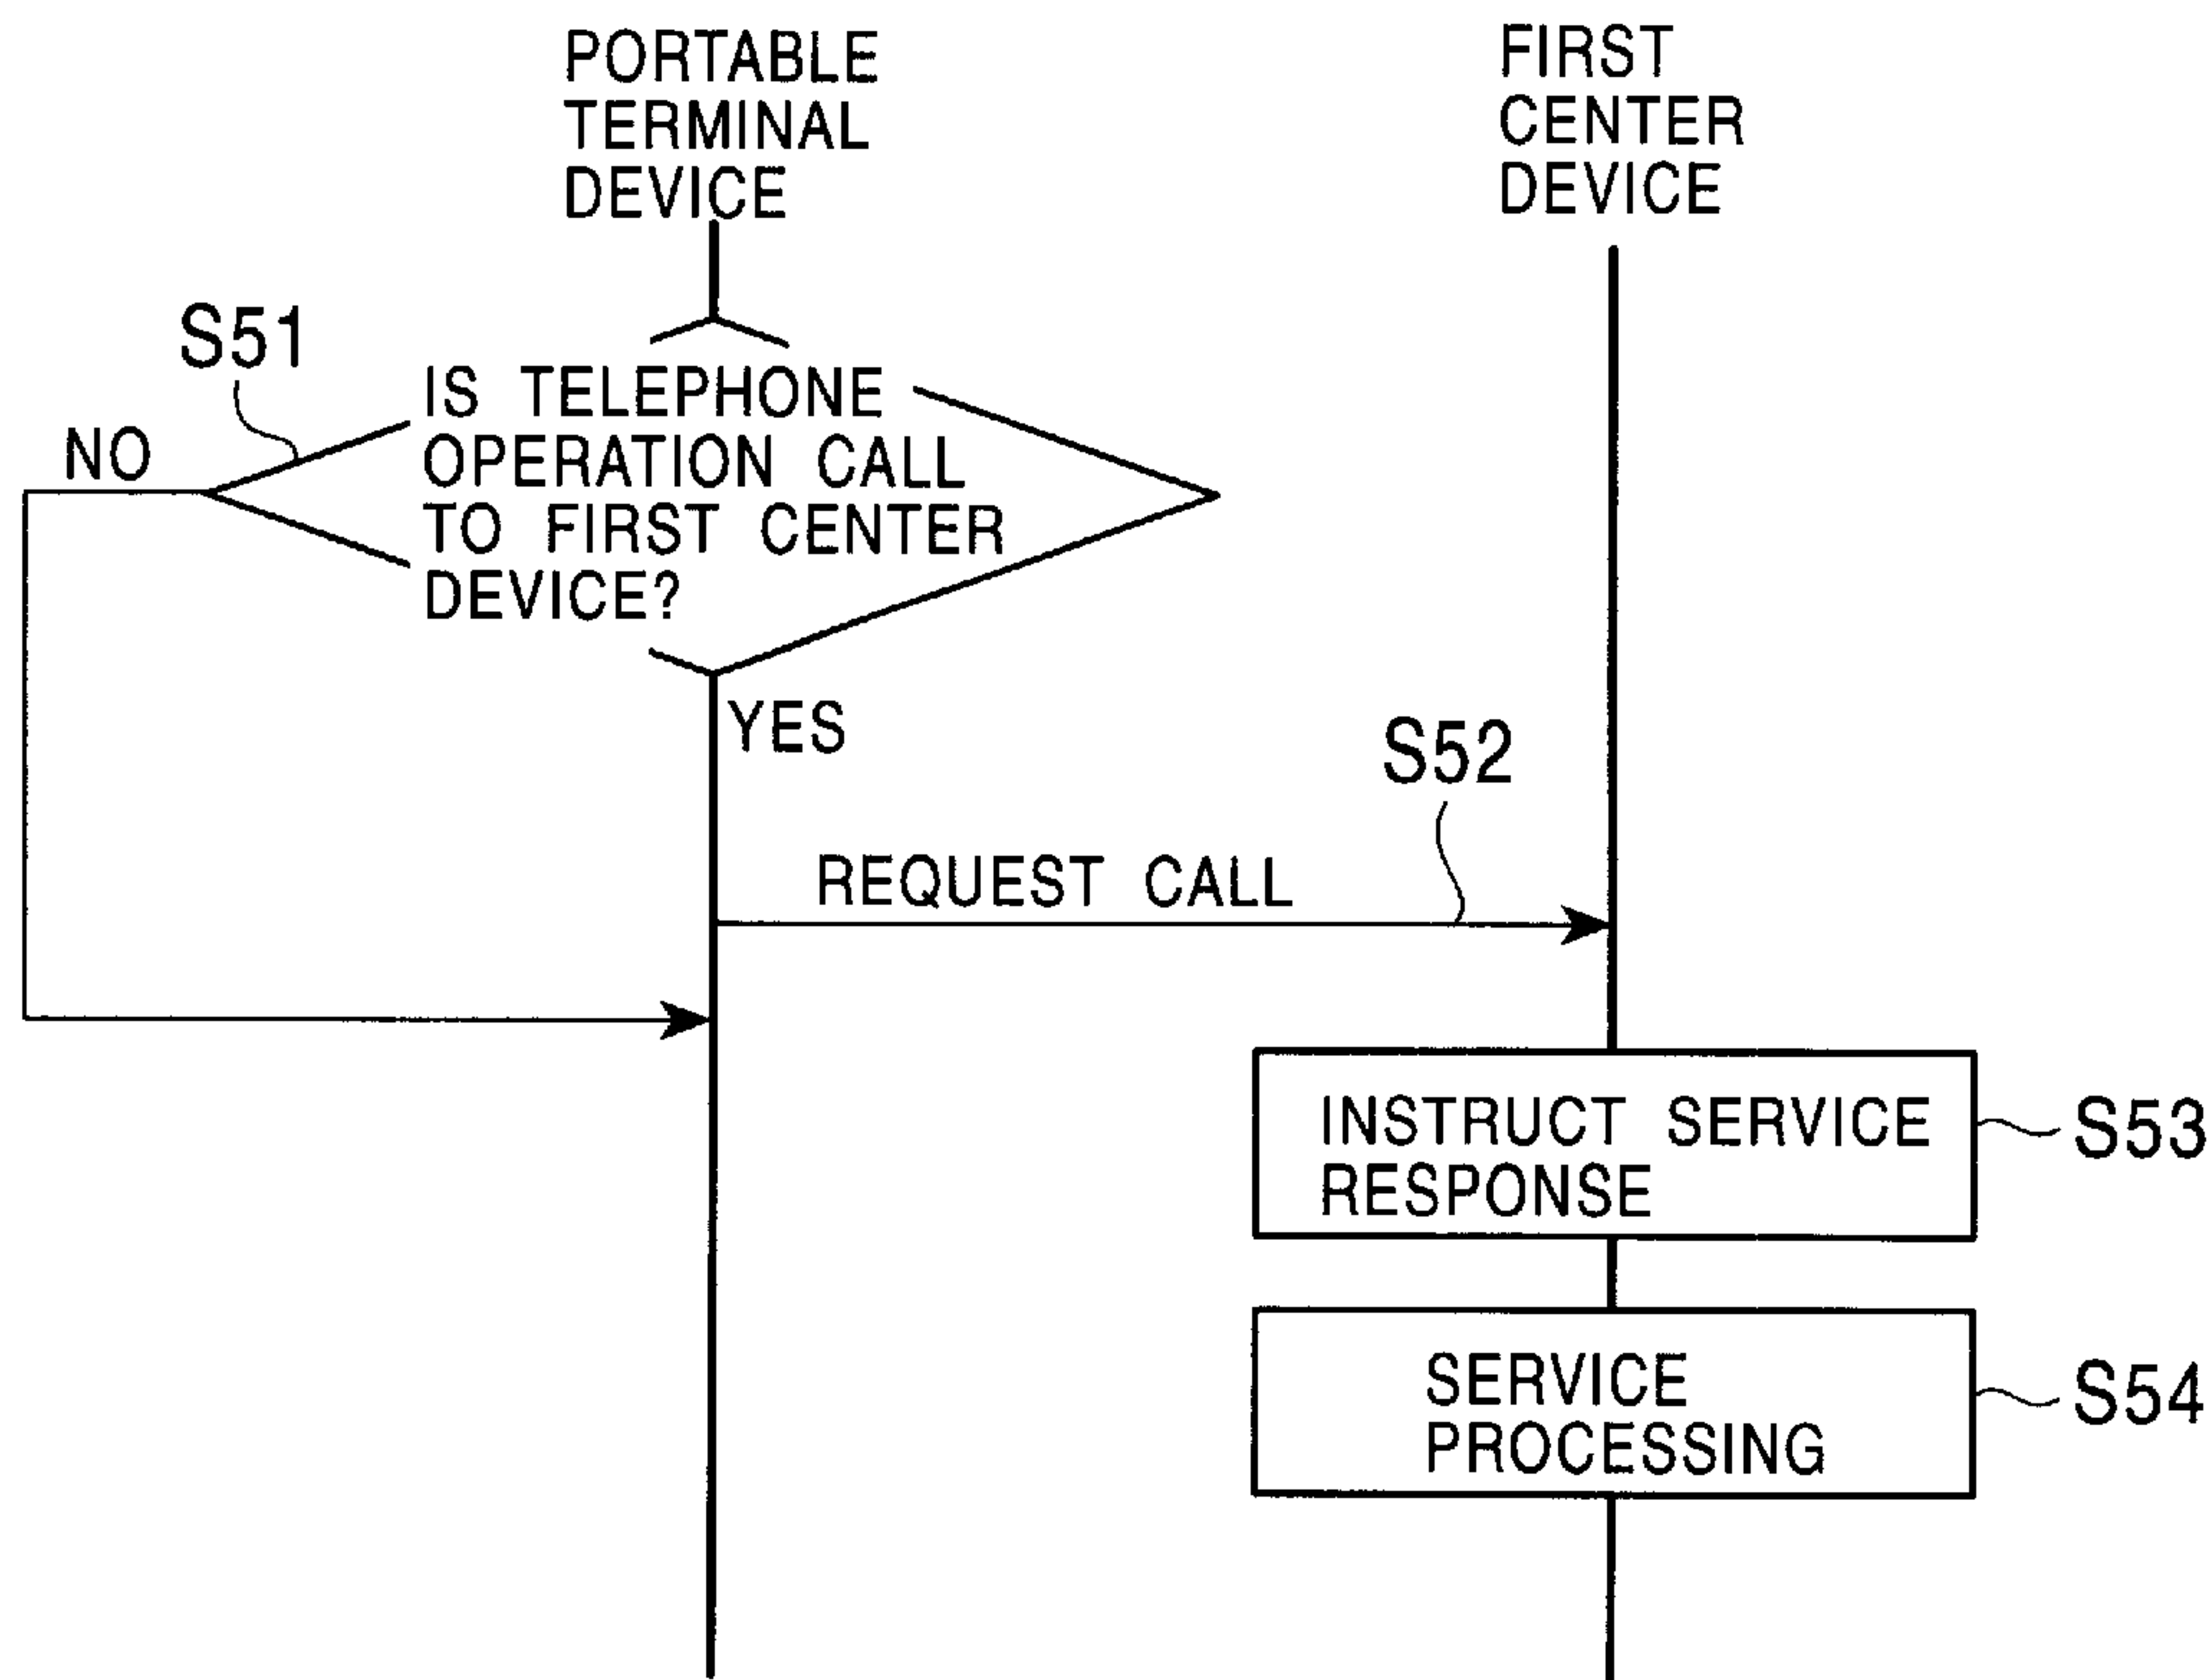 PORTABLE
TERMINAL
DEVICE
FIRST
CENTER
DEVICE
S51
NO
IS TELEPHONE
OPERATION CALL
TO FIRST CENTER
DEVICE?
YES
S52
REQUEST CALL
INSTRUCT SERVICE
RESPONSE
S53
SERVICE
PROCESSING
S54